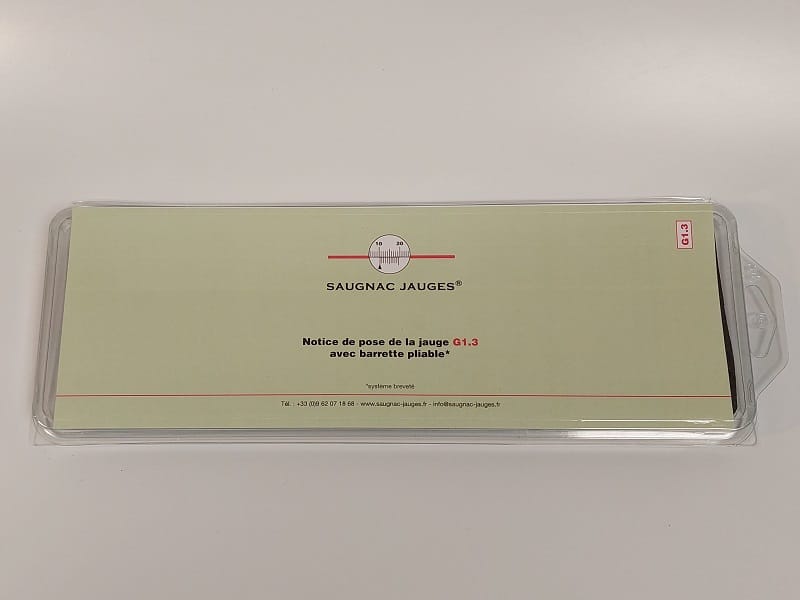 G1.3
10 20
SAUGNAC JAUGES®
Notice de pose de la jauge G1.3
avec barrette pliable*
*système breveté
Tél. : +33 (0)9 62 07 18 68 - www.saugnac-jauges.fr - info@saugnac-jauges.fr